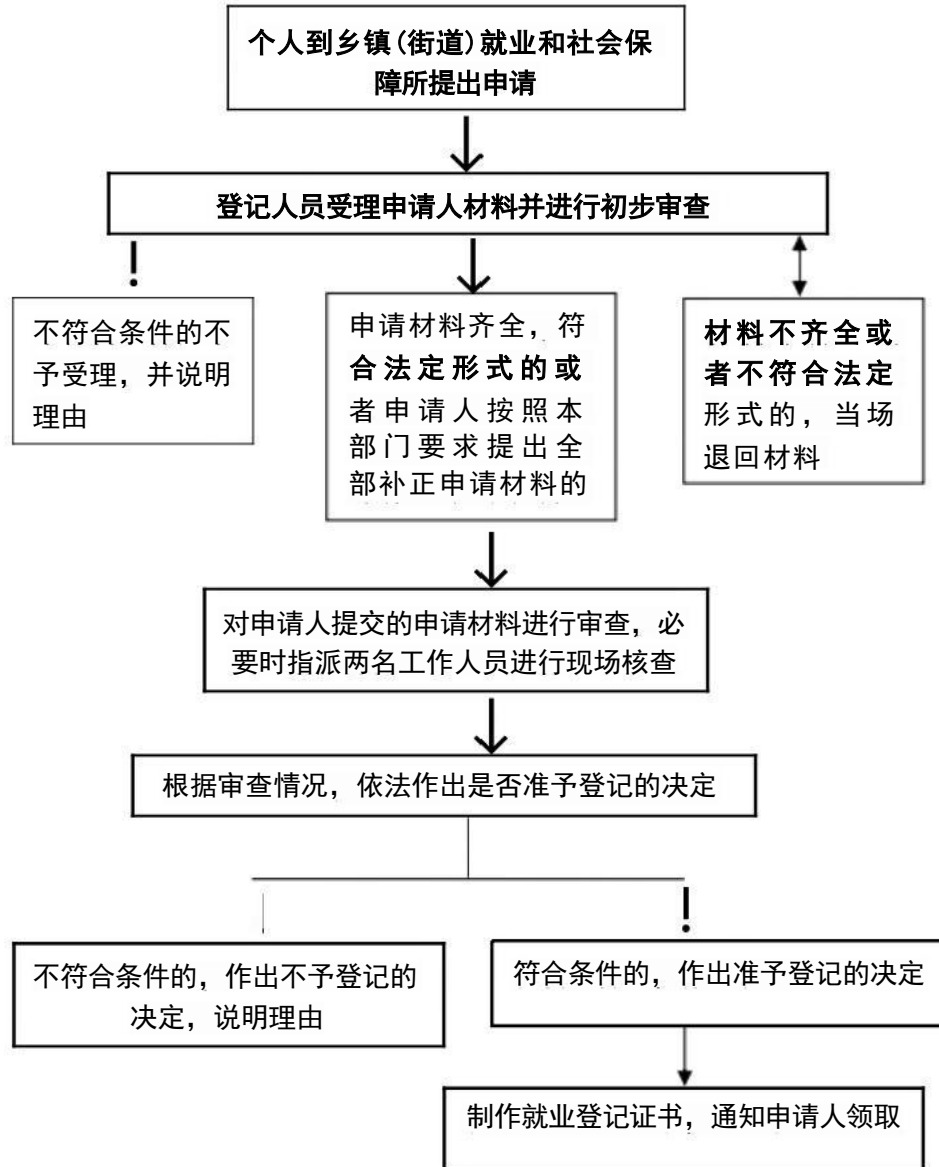 个人到乡镇(街道)就业和社会保
障所提出申请
登记人员受理申请人材料并进行初步审查
不符合条件的不
予受理，并说明
理由
申请材料齐全，符
合法定形式的或
者申请人按照本
部门要求提出全
部补正申请材料的
材料不齐全或
者不符合法定
形式的，当场
退回材料
对申请人提交的申请材料进行审查，必
要时指派两名工作人员进行现场核查
根据审查情况，依法作出是否准予登记的决定
不符合条件的，作出不予登记的
决定，说明理由
符合条件的，作出准予登记的决定
制作就业登记证书，通知申请人领取